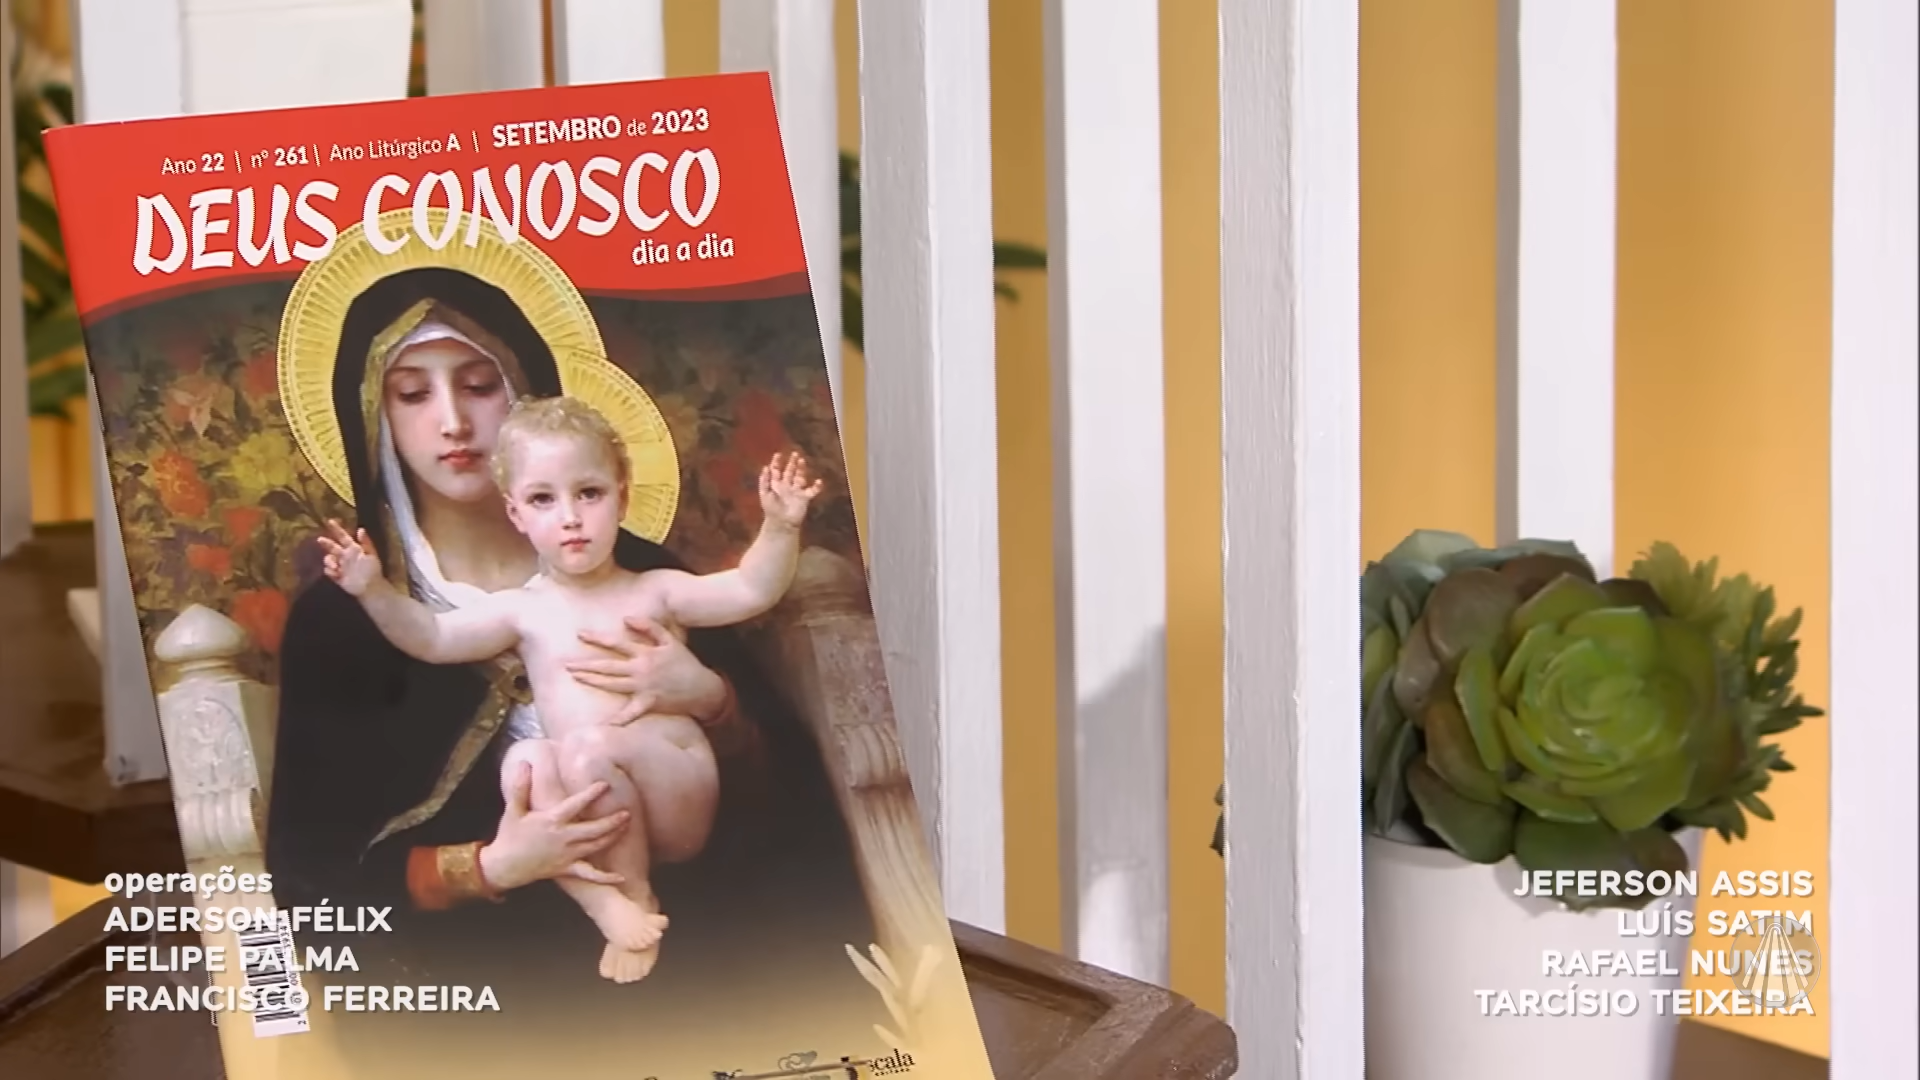 Ano 22 | nº 261 | Ano Litúrgico A | SETEMBRO de 2023
DEUS CONOSCO
dia a dia
operações
ADERSON FÉLIX
FELIPE PALMA
FRANCISCO FERREIRA
JEFERSON ASSIS
LUÍS SATIM
RAFAEL NUNES
TARCÍSIO TEIXEIRA